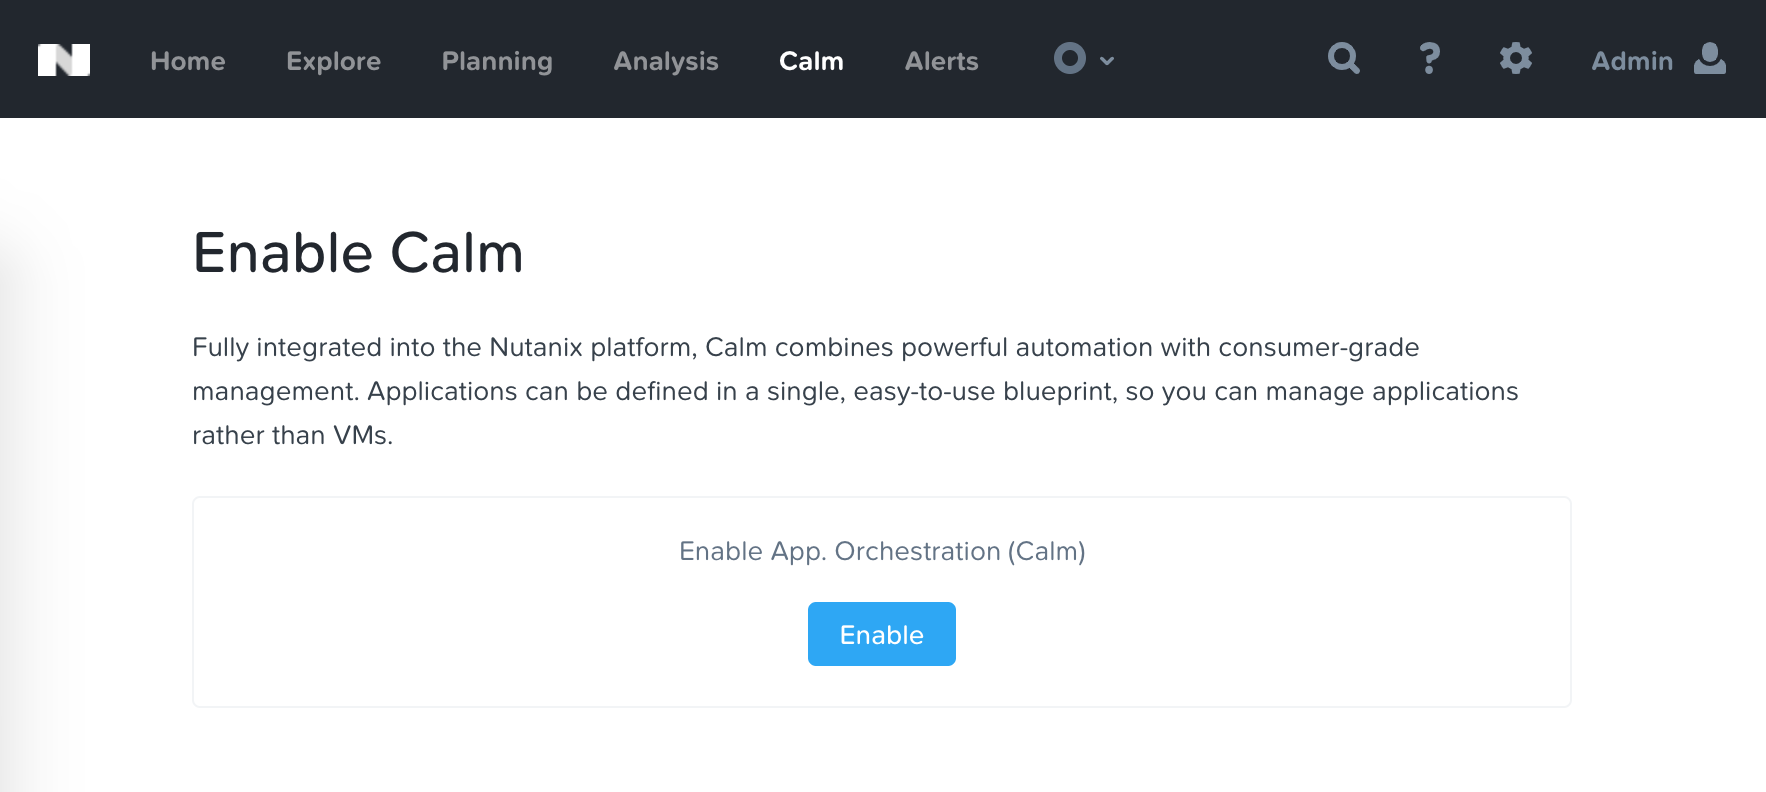 N Home Explore Planning Analysis Calm Alerts ? Admin
Enable Calm
Fully integrated into the Nutanix platform, Calm combines powerful automation with consumer-grade
management. Applications can be defined in a single, easy-to-use blueprint, so you can manage applications
rather than VMs.
Enable App. Orchestration (Calm)
Enable